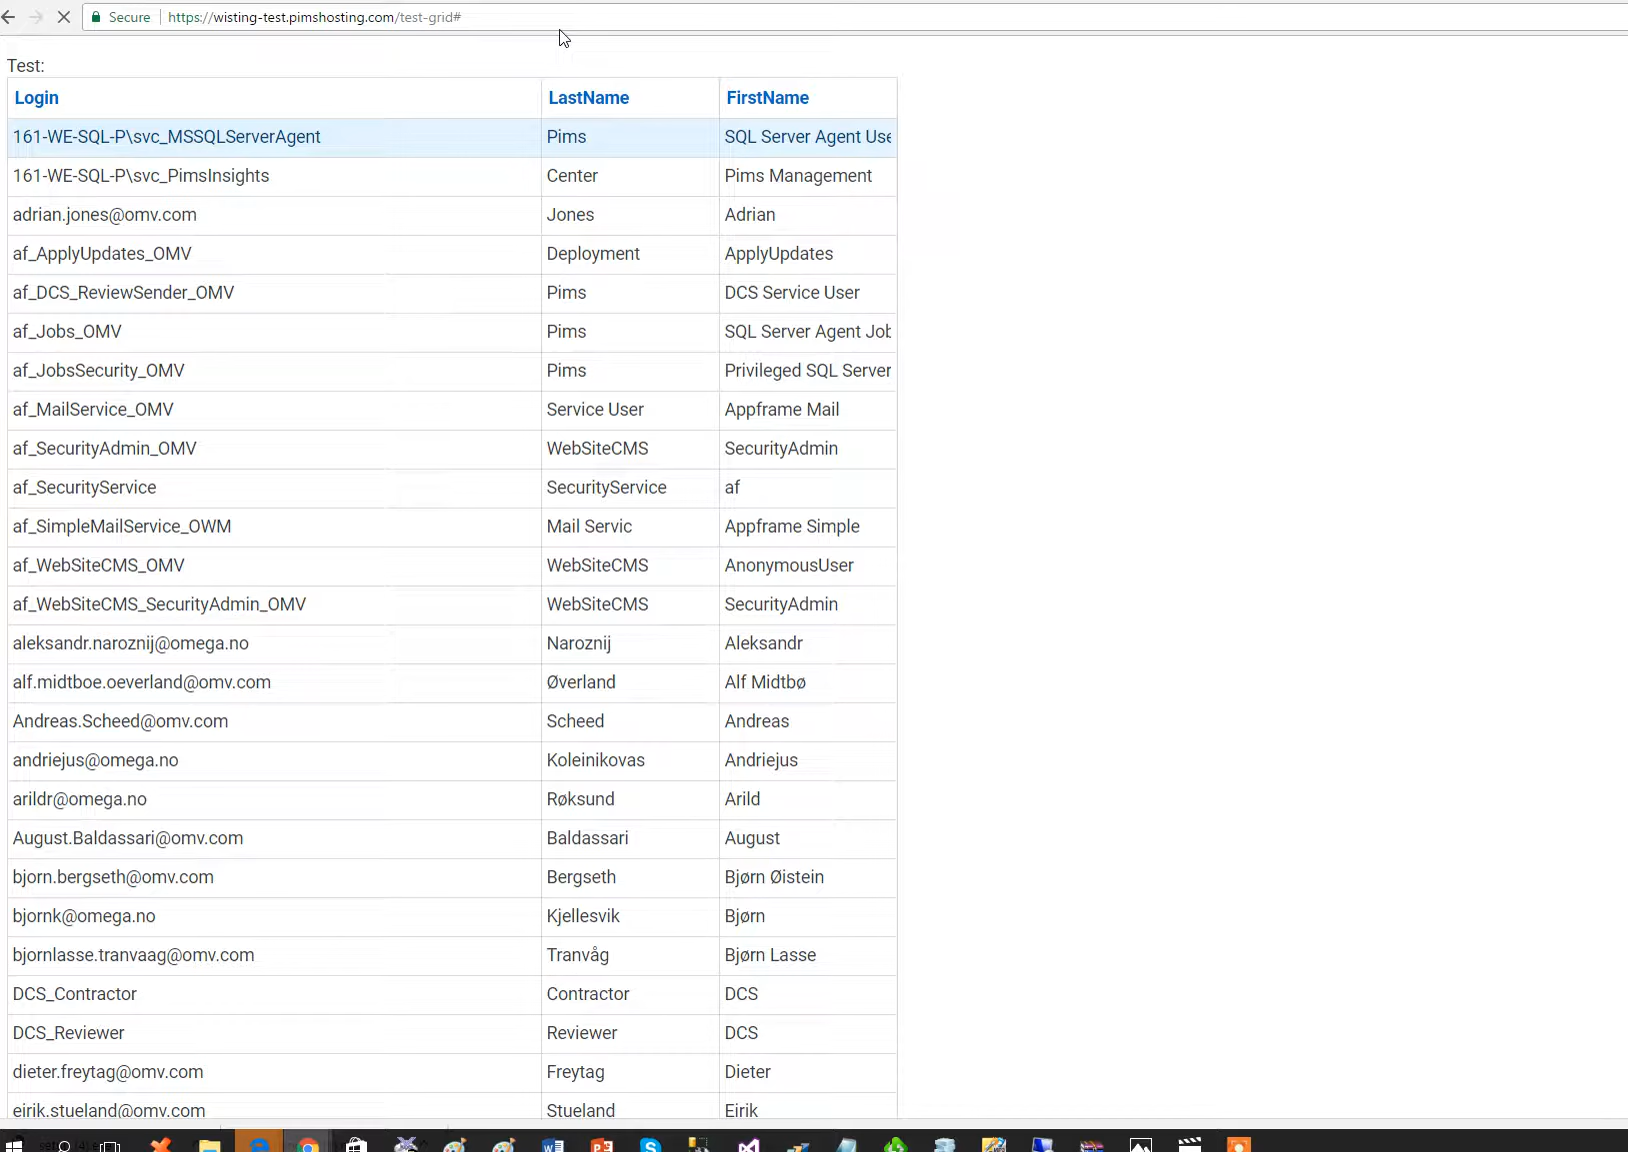 Secure https://wisting-test.pimshosting.com/test-grid#
Test:
Login LastName FirstName
161-WE-SQL-P\svc_MSSQLServerAgent Pims SQL Server Agent Use
161-WE-SQL-P\svc_PimsInsights Center Pims Management
adrian.jones@omv.com Jones Adrian
af_ApplyUpdates_OMV Deployment ApplyUpdates
af_DCS_ReviewSender_OMV Pims DCS Service User
af_Jobs_OMV Pims SQL Server Agent Job
af_JobsSecurity_OMV Pims Privileged SQL Server
af_MailService_OMV Service User Appframe Mail
af_SecurityAdmin_OMV WebSiteCMS SecurityAdmin
af_SecurityService SecurityService af
af_SimpleMailService_OWM Mail Servic Appframe Simple
af_WebSiteCMS_OMV WebSiteCMS AnonymousUser
af_WebSiteCMS_SecurityAdmin_OMV WebSiteCMS SecurityAdmin
aleksandr.naroznij@omega.no Naroznij Aleksandr
alf.midtboe.oeverland@omv.com Øverland Alf Midtbø
Andreas.Scheed@omv.com Scheed Andreas
andriejus@omega.no Koleinikovas Andriejus
arildr@omega.no Røksund Arild
August.Baldassari@omv.com Baldassari August
bjorn.bergseth@omv.com Bergseth Bjørn Øistein
bjornk@omega.no Kjellesvik Bjørn
bjornlasse.tranvaag@omv.com Tranvåg Bjørn Lasse
DCS_Contractor Contractor DCS
DCS_Reviewer Reviewer DCS
dieter.freytag@omv.com Freytag Dieter
eirik.stueland@omv.com Stueland Eirik